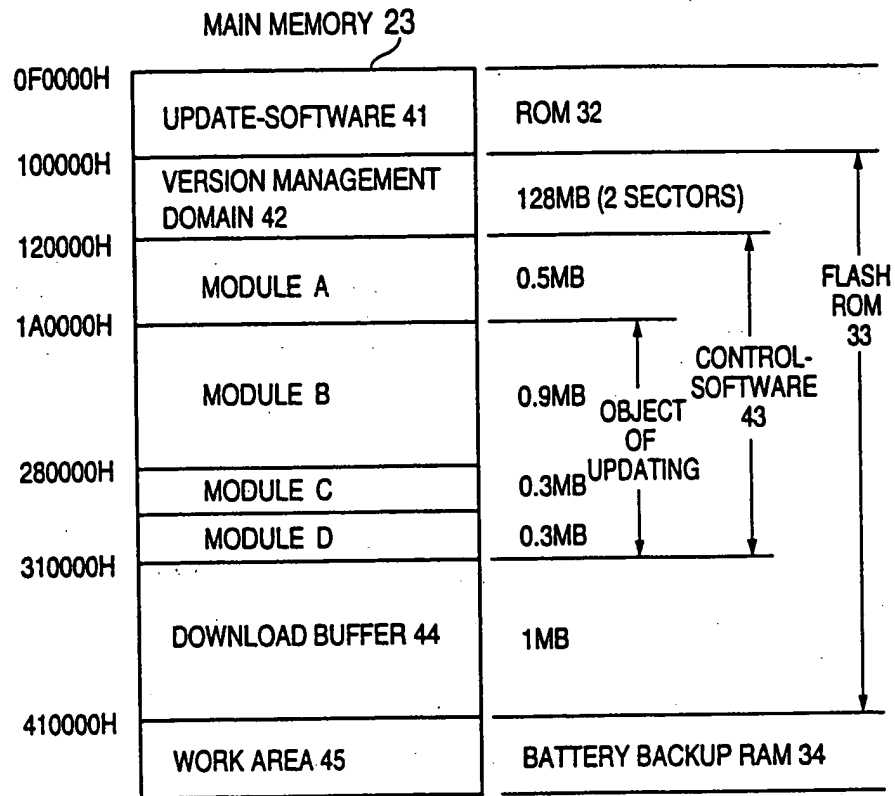 MAIN MEMORY 23
0F0000H
UPDATE-SOFTWARE 41
ROM 32
100000H
VERSION MANAGEMENT
DOMAIN 42
128MB (2 SECTORS)
120000H
MODULE A
0.5MB
FLASH
ROM
33
1A0000H
CONTROL-
SOFTWARE
43
MODULE B
0.9MB
OBJECT
OF
UPDATING
280000H
MODULE C
0.3MB
MODULE D
0.3MB
310000H
DOWNLOAD BUFFER 44
1MB
410000H
WORK AREA 45
BATTERY BACKUP RAM 34